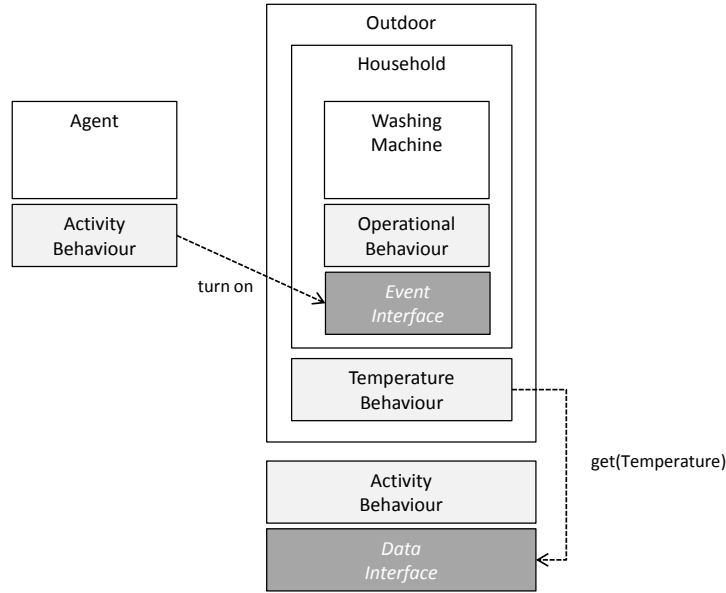 Outdoor
Household
Agent
Washing
Machine
Activity
Behaviour
Operational
Behaviour
turn on
Event
Interface
Temperature
Behaviour
get(Temperature)
Activity
Behaviour
Data
Interface